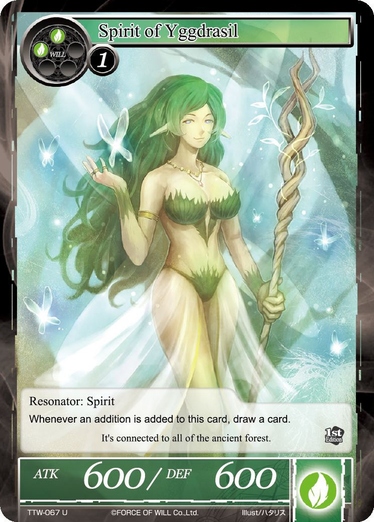 Spirit of Yggdrasil
WILL
1
Resonator: Spirit
Whenever an addition is added to this card, draw a card.
1st
Edition
It's connected to all of the ancient forest.
ATK 600/ DEF 600
TTW-067 U ©FORCE OF WILL Co.,Ltd. Illust/ハタリス